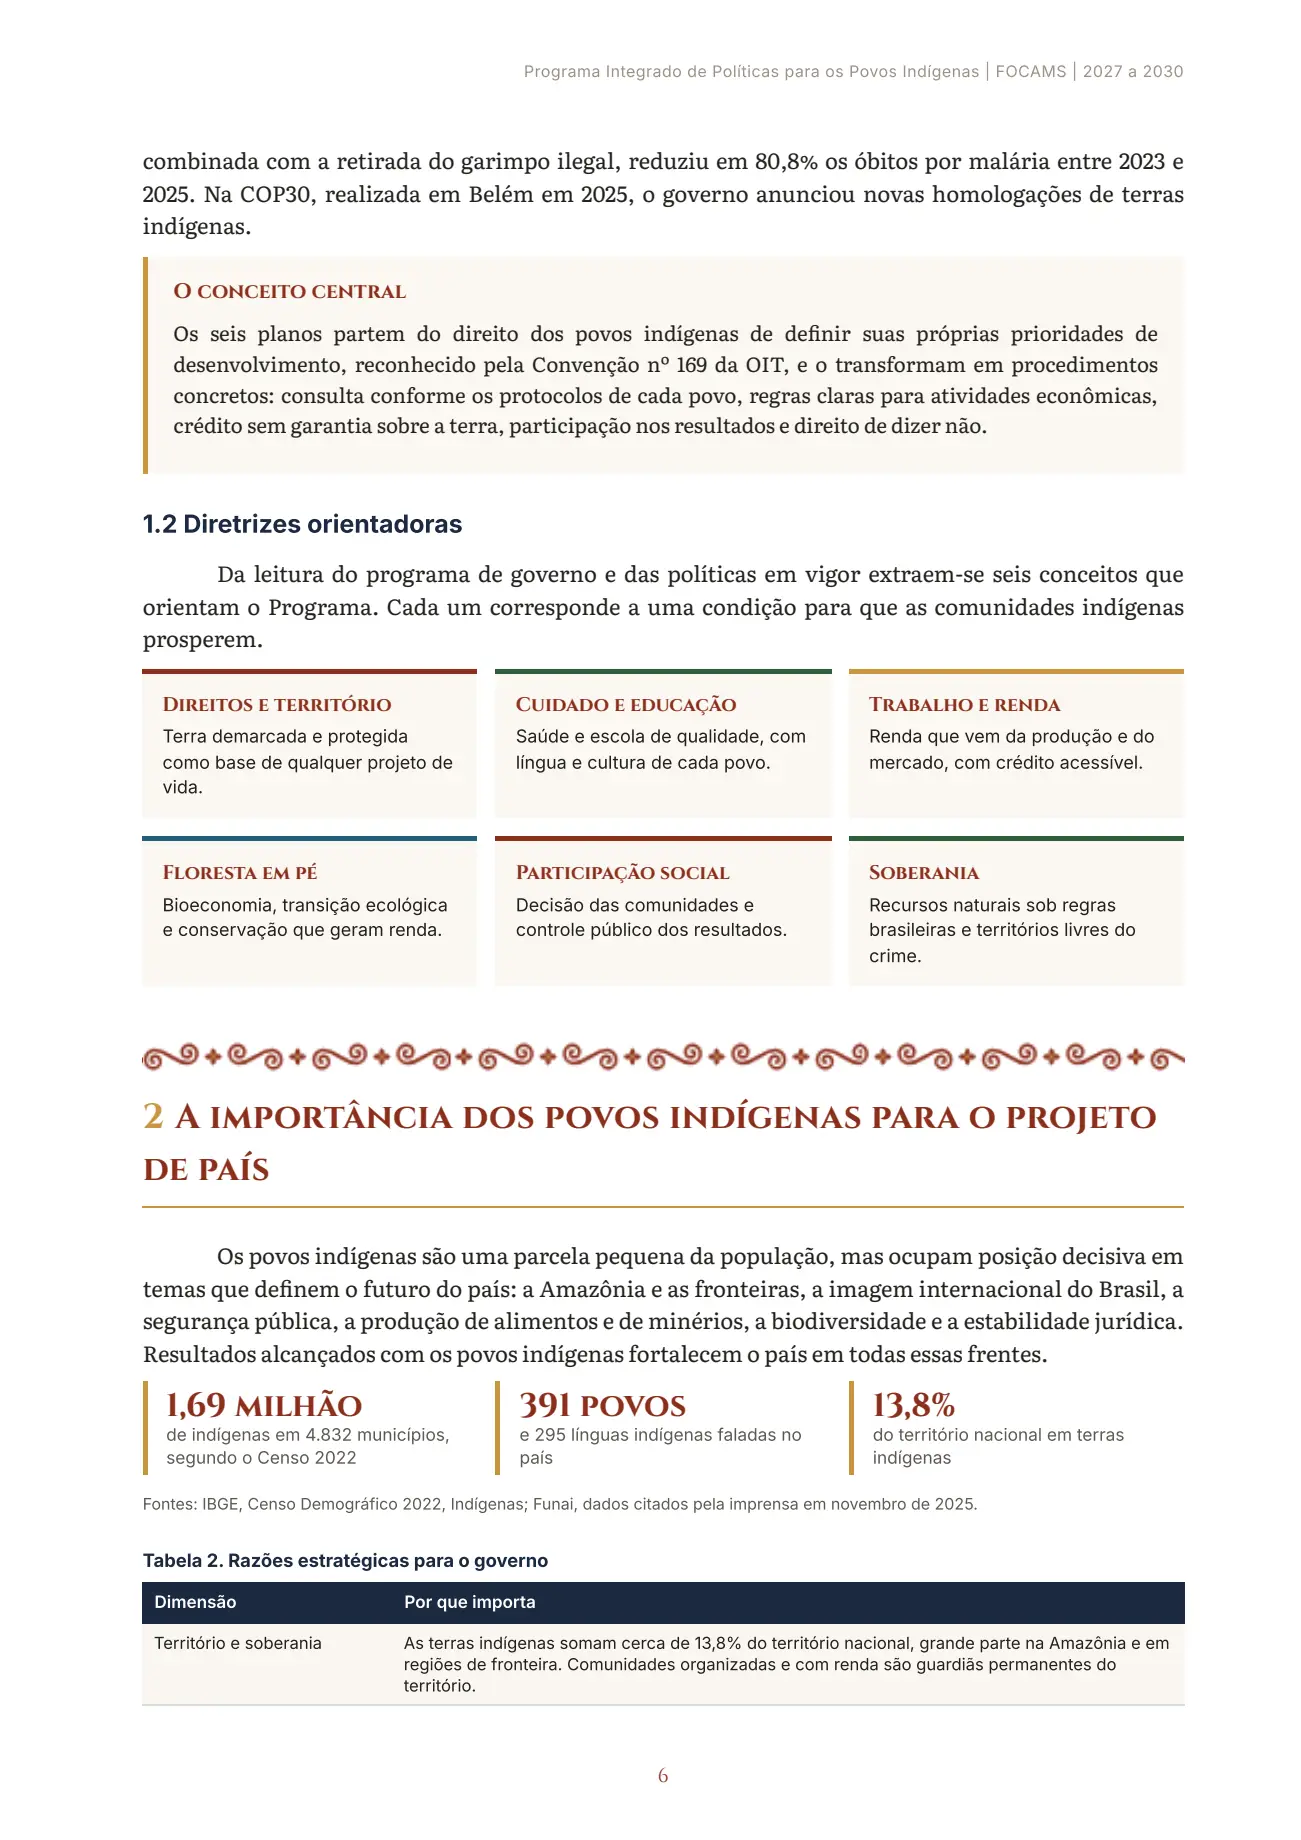 Programa Integrado de Políticas para os Povos Indígenas | FOCAMS | 2027 a 2030
combinada com a retirada do garimpo ilegal, reduziu em 80,8% os óbitos por malária entre 2023 e
2025. Na COP30, realizada em Belém em 2025, o governo anunciou novas homologações de terras
indígenas.
O conceito central
Os seis planos partem do direito dos povos indígenas de definir suas próprias prioridades de
desenvolvimento, reconhecido pela Convenção nº 169 da OIT, e o transformam em procedimentos
concretos: consulta conforme os protocolos de cada povo, regras claras para atividades econômicas,
crédito sem garantia sobre a terra, participação nos resultados e direito de dizer não.
1.2 Diretrizes orientadoras
Da leitura do programa de governo e das políticas em vigor extraem-se seis conceitos que
orientam o Programa. Cada um corresponde a uma condição para que as comunidades indígenas
prosperem.
Direitos e território
Terra demarcada e protegida
como base de qualquer projeto de
vida.
Cuidado e educação
Saúde e escola de qualidade, com
língua e cultura de cada povo.
Trabalho e renda
Renda que vem da produção e do
mercado, com crédito acessível.
Floresta em pé
Bioeconomia, transição ecológica
e conservação que geram renda.
Participação social
Decisão das comunidades e
controle público dos resultados.
Soberania
Recursos naturais sob regras
brasileiras e territórios livres do
crime.
2 A importância dos povos indígenas para o projeto
de país
Os povos indígenas são uma parcela pequena da população, mas ocupam posição decisiva em
temas que definem o futuro do país: a Amazônia e as fronteiras, a imagem internacional do Brasil, a
segurança pública, a produção de alimentos e de minérios, a biodiversidade e a estabilidade jurídica.
Resultados alcançados com os povos indígenas fortalecem o país em todas essas frentes.
1,69 milhão
de indígenas em 4.832 municípios,
segundo o Censo 2022
391 povos
e 295 línguas indígenas faladas no
país
13,8%
do território nacional em terras
indígenas
Fontes: IBGE, Censo Demográfico 2022, Indígenas; Funai, dados citados pela imprensa em novembro de 2025.
Tabela 2. Razões estratégicas para o governo
Dimensão Por que importa
Território e soberania As terras indígenas somam cerca de 13,8% do território nacional, grande parte na Amazônia e em
regiões de fronteira. Comunidades organizadas e com renda são guardiãs permanentes do
território.
6